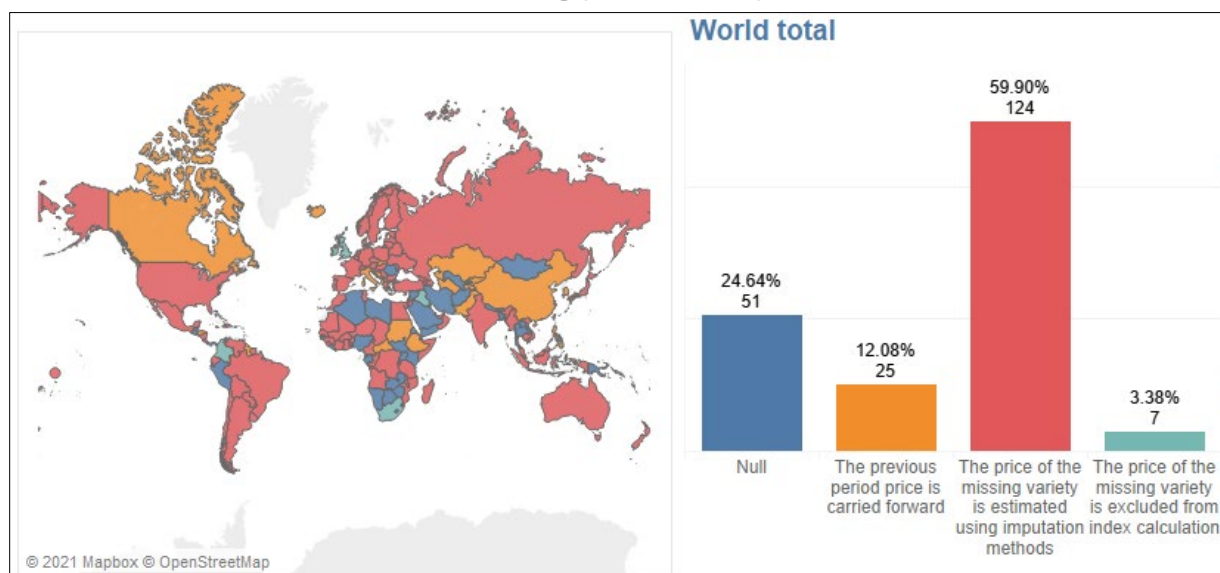 World total
59.90%
124
24.64%
51
12.08%
25
3.38%
7
Null
The previous
period price is
carried forward
The price of the
missing variety
is estimated
using imputation
methods
The price of the
missing variety
is excluded from
index calculation
© 2021 Mapbox © OpenStreetMap